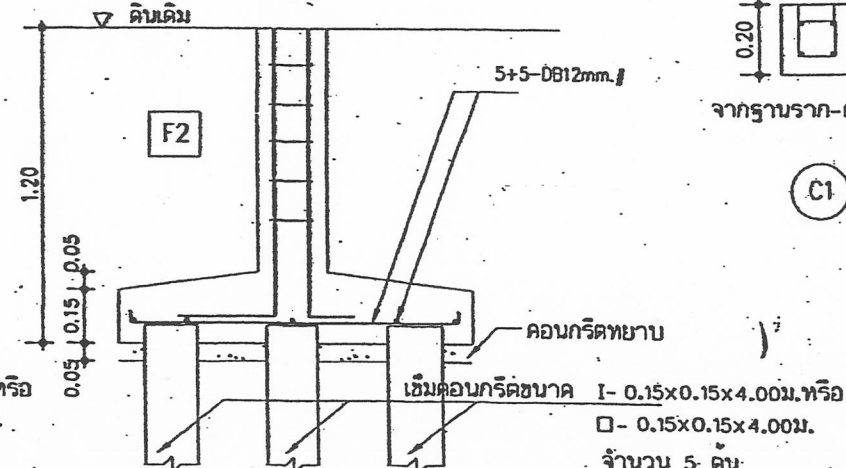 ดินเดิม
0.20
5+5-DB12mm.#
F2
จากฐานราก-
1.20
C1
0.05
0.15
0.05
คอนกรีตหยาบ
หรือ
เข็มคอนกรีตขนาด I- 0.15x0.15x4.00ม.หรือ
□- 0.15x0.15x4.00ม.
จำนวน 5 ต้น